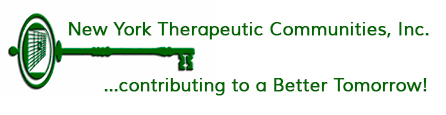 New York Therapeutic Communities, Inc.
...contributing to a Better Tomorrow!